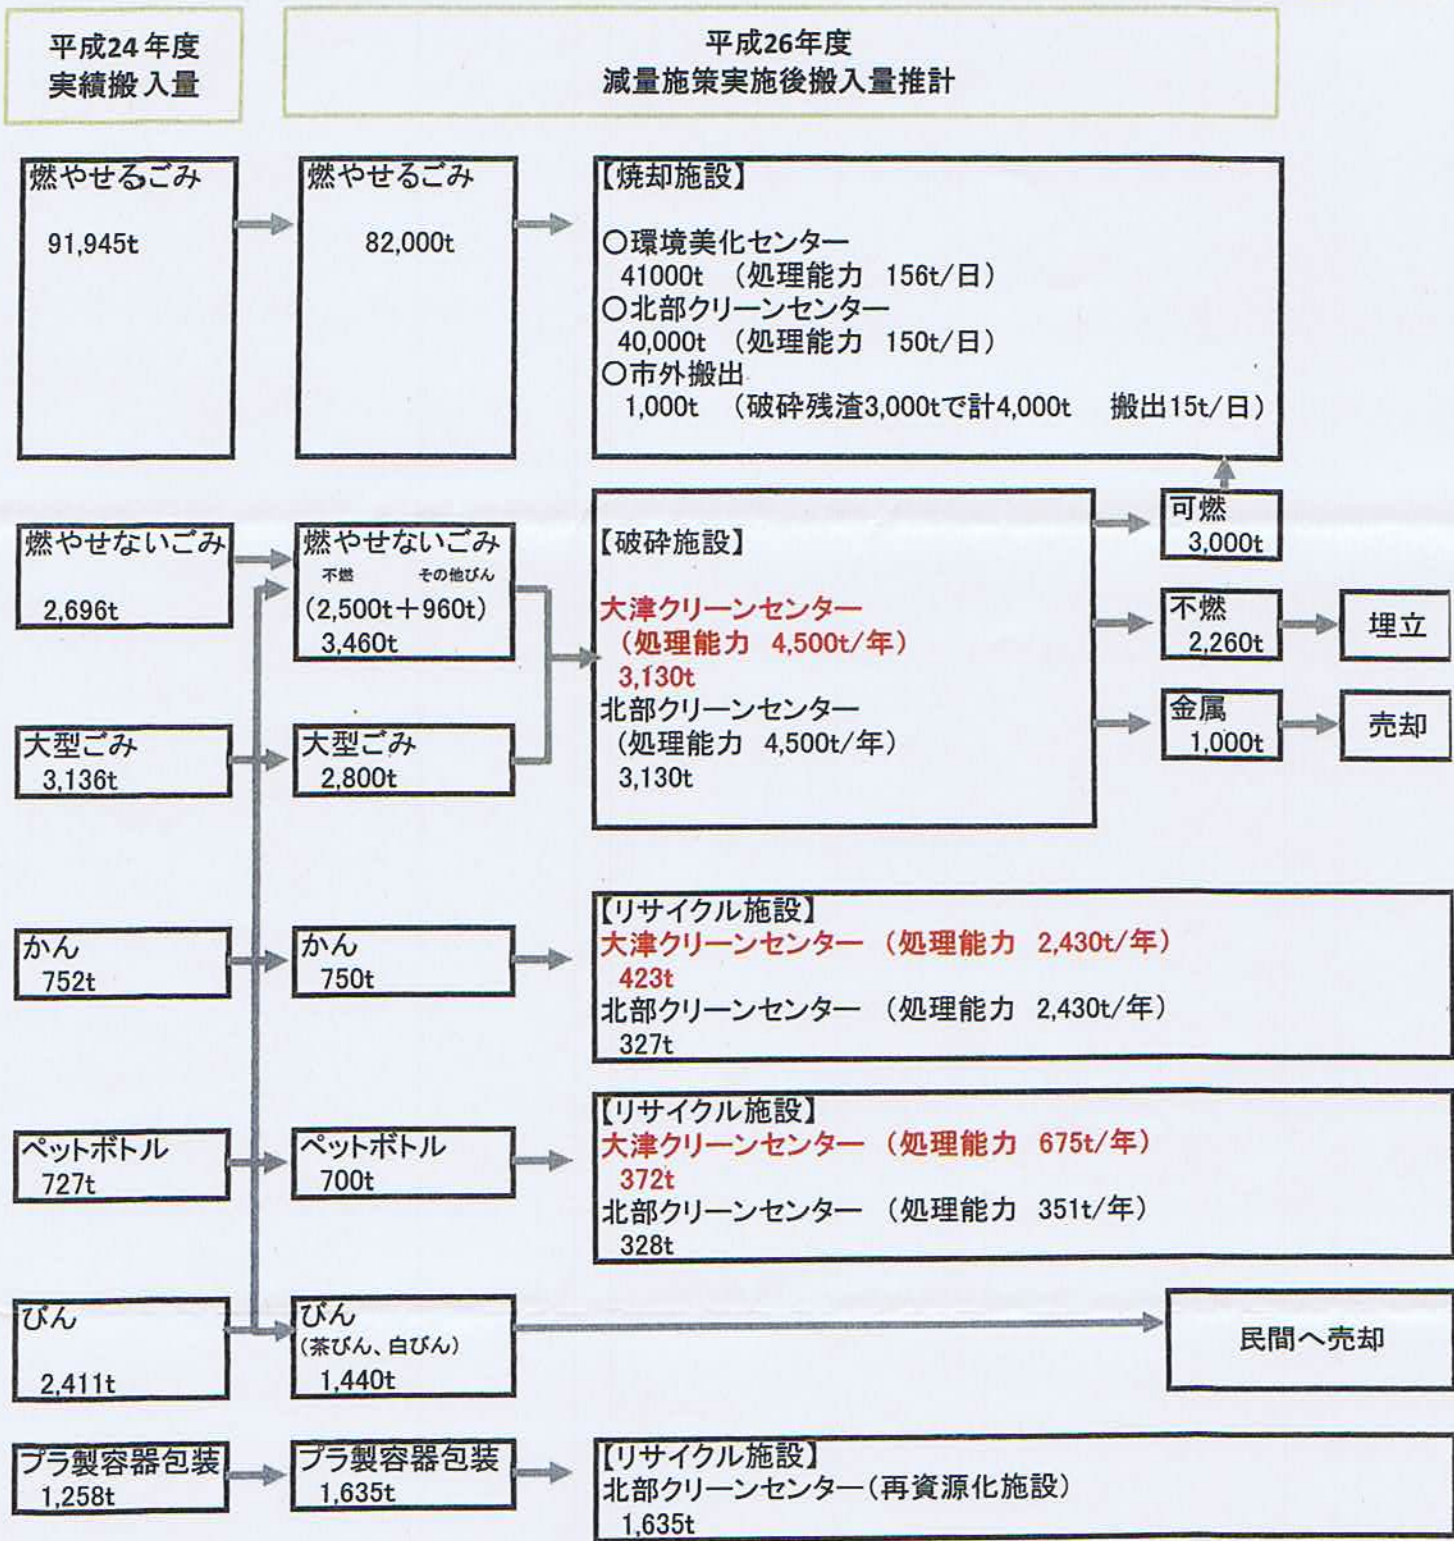 平成24年度
実績搬入量
平成26年度
減量施策実施後搬入量推計
燃やせるごみ
91,945t
燃やせるごみ
82,000t
【焼却施設】
○環境美化センター
41000t （処理能力 156t/日）
○北部クリーンセンター
40,000t （処理能力 150t/日）
○市外搬出
1,000t （破砕残渣3,000tで計4,000t 搬出15t/日）
燃やせないごみ
2,696t
燃やせないごみ
不燃 その他びん
(2,500t＋960t)
3,460t
【破砕施設】
大津クリーンセンター
（処理能力 4,500t/年）
3,130t
北部クリーンセンター
（処理能力 4,500t/年）
3,130t
可燃
3,000t
不燃
2,260t
埋立
金属
1,000t
売却
大型ごみ
3,136t
大型ごみ
2,800t
かん
752t
かん
750t
【リサイクル施設】
大津クリーンセンター （処理能力 2,430t/年）
423t
北部クリーンセンター （処理能力 2,430t/年）
327t
ペットボトル
727t
ペットボトル
700t
【リサイクル施設】
大津クリーンセンター （処理能力 675t/年）
372t
北部クリーンセンター （処理能力 351t/年）
328t
びん
2,411t
びん
（茶びん、白びん）
1,440t
民間へ売却
プラ製容器包装
1,258t
プラ製容器包装
1,635t
【リサイクル施設】
北部クリーンセンター（再資源化施設）
1,635t